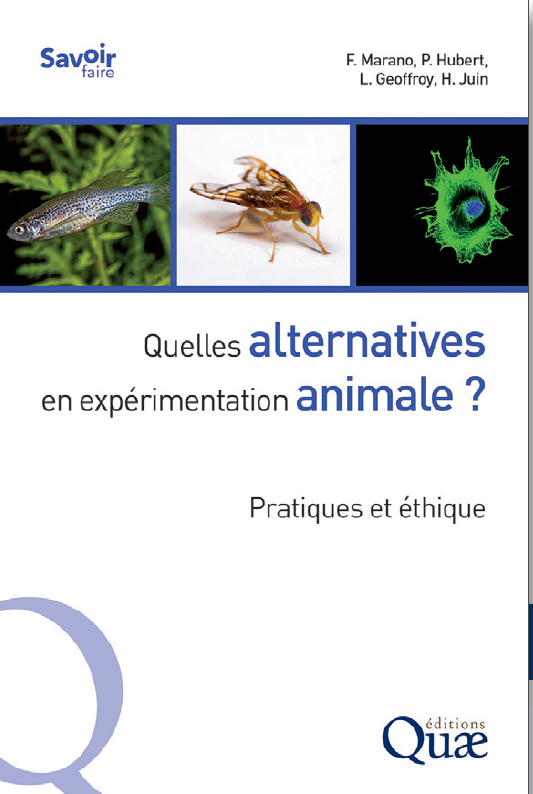 Savoir
faire
F. Marano, P. Hubert,
L. Geoffroy, H. Juin
Quelles alternatives
en expérimentation animale ?
Pratiques et éthique
éditions
Quæ